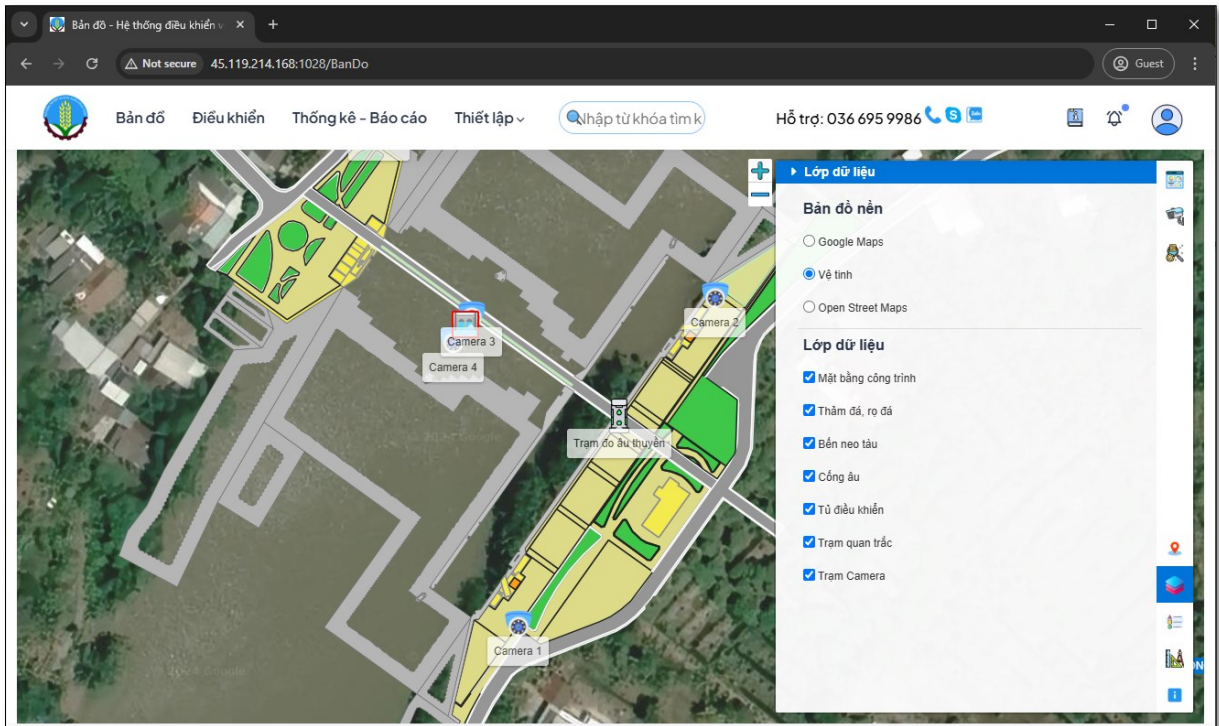 Bản đồ - Hệ thống điều khiển v
Not secure 45.119.214.168:1028/BanDo
Guest
Bản đồ Điều khiển Thống kê - Báo cáo Thiết lập Nhập từ khóa tìm k Hỗ trợ: 036 695 9986
Lớp dữ liệu
Bản đồ nền
Google Maps
Vệ tinh
Open Street Maps
Lớp dữ liệu
Mặt bằng công trình
Thảm đá, rọ đá
Bến neo tàu
Cống âu
Tủ điều khiển
Trạm quan trắc
Trạm Camera
Camera 2
Camera 3
Camera 4
Trạm đo âu thuyền
Camera 1